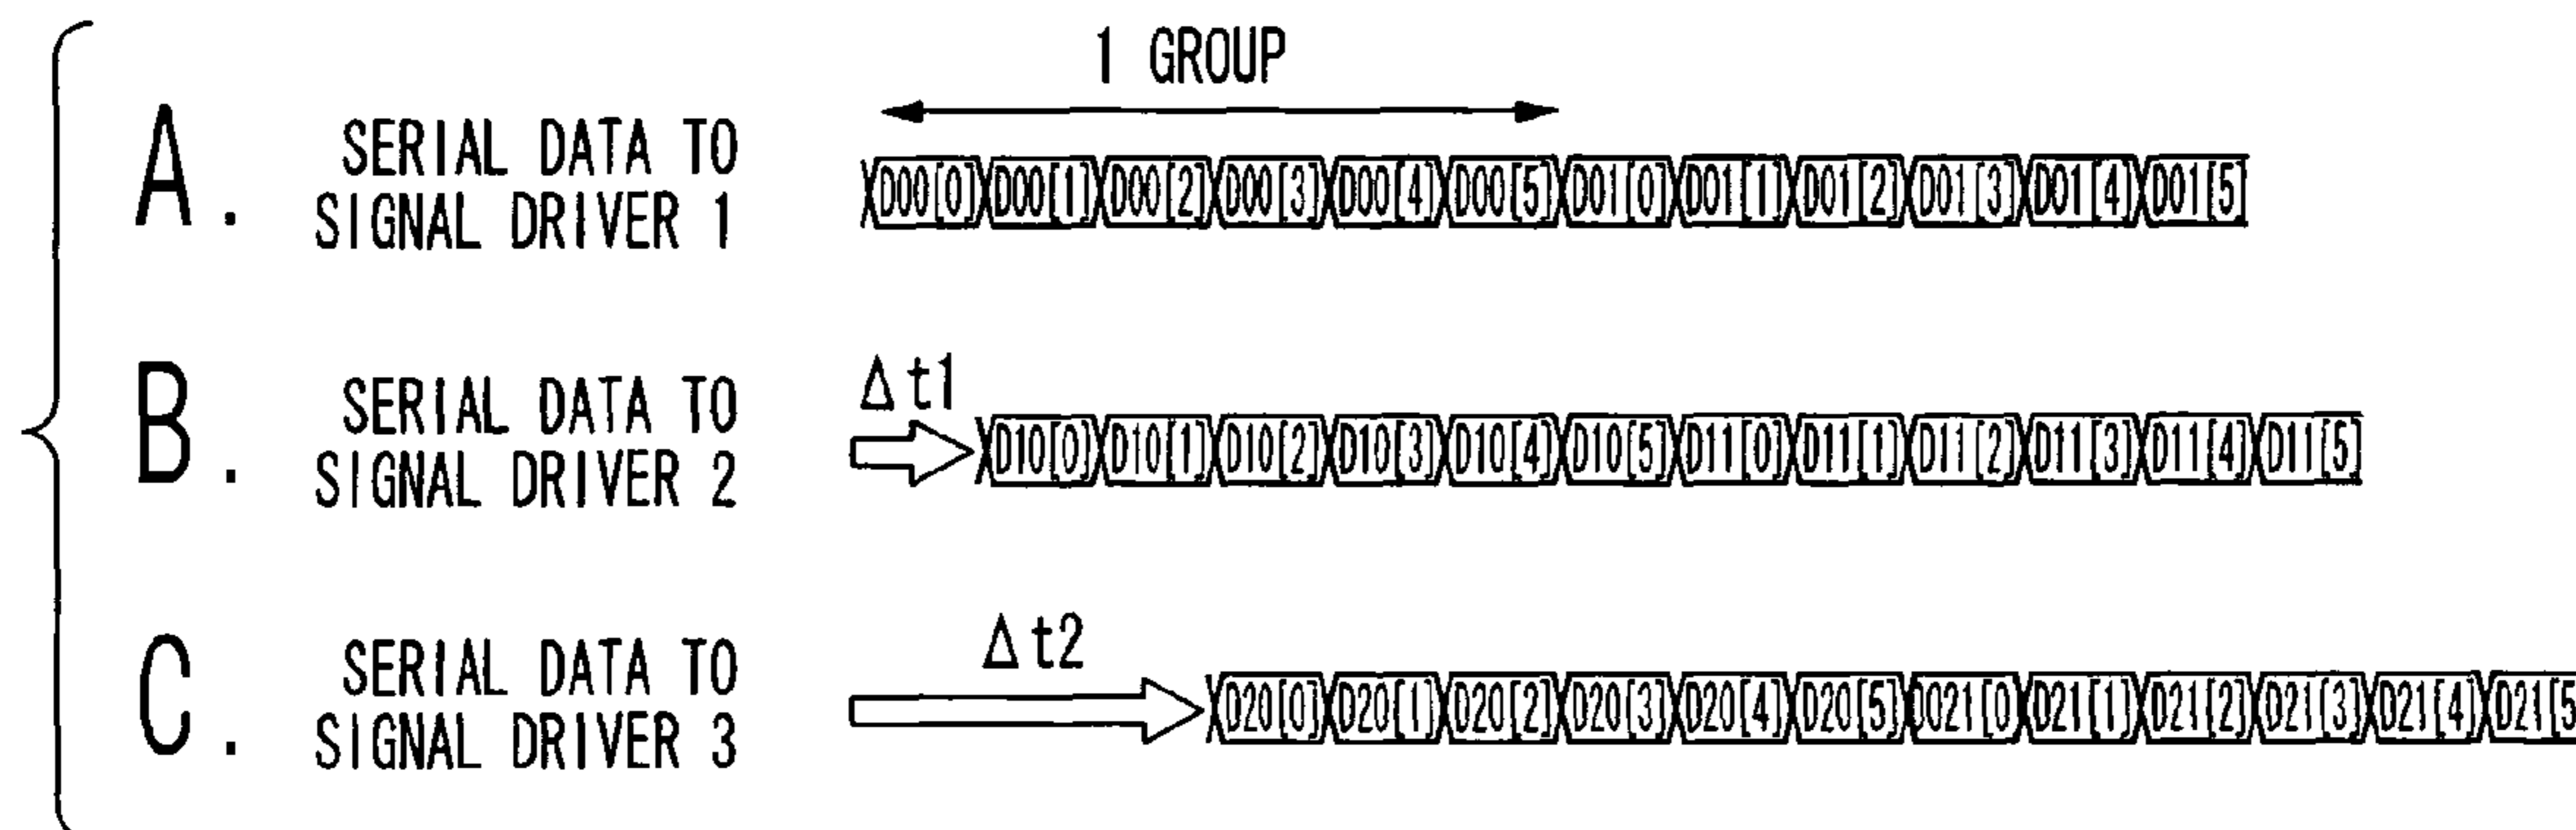 1 GROUP
A. SERIAL DATA TO
SIGNAL DRIVER 1
D00[0] D00[1] D00[2] D00[3] D00[4] D00[5] D01[0] D01[1] D01[2] D01[3] D01[4] D01[5]
B. SERIAL DATA TO
SIGNAL DRIVER 2
Δt1
D10[0] D10[1] D10[2] D10[3] D10[4] D10[5] D11[0] D11[1] D11[2] D11[3] D11[4] D11[5]
C. SERIAL DATA TO
SIGNAL DRIVER 3
Δt2
D20[0] D20[1] D20[2] D20[3] D20[4] D20[5] D021[0 D21[1] D21[2] D21[3] D21[4] D21[5